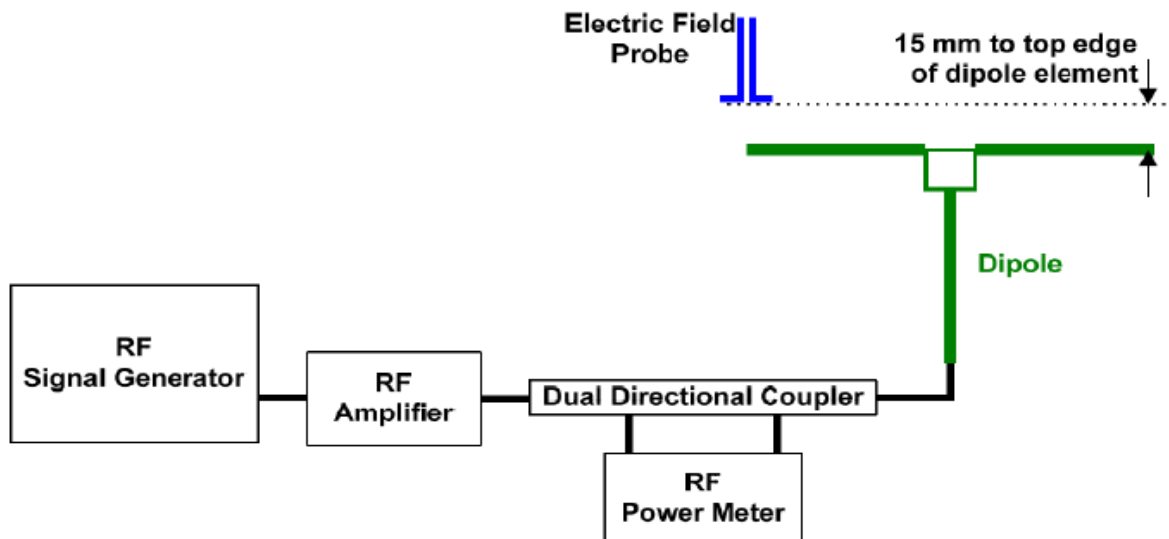 Electric Field
Probe
15 mm to top edge
of dipole element
Dipole
RF
Signal Generator
RF
Amplifier
Dual Directional Coupler
RF
Power Meter